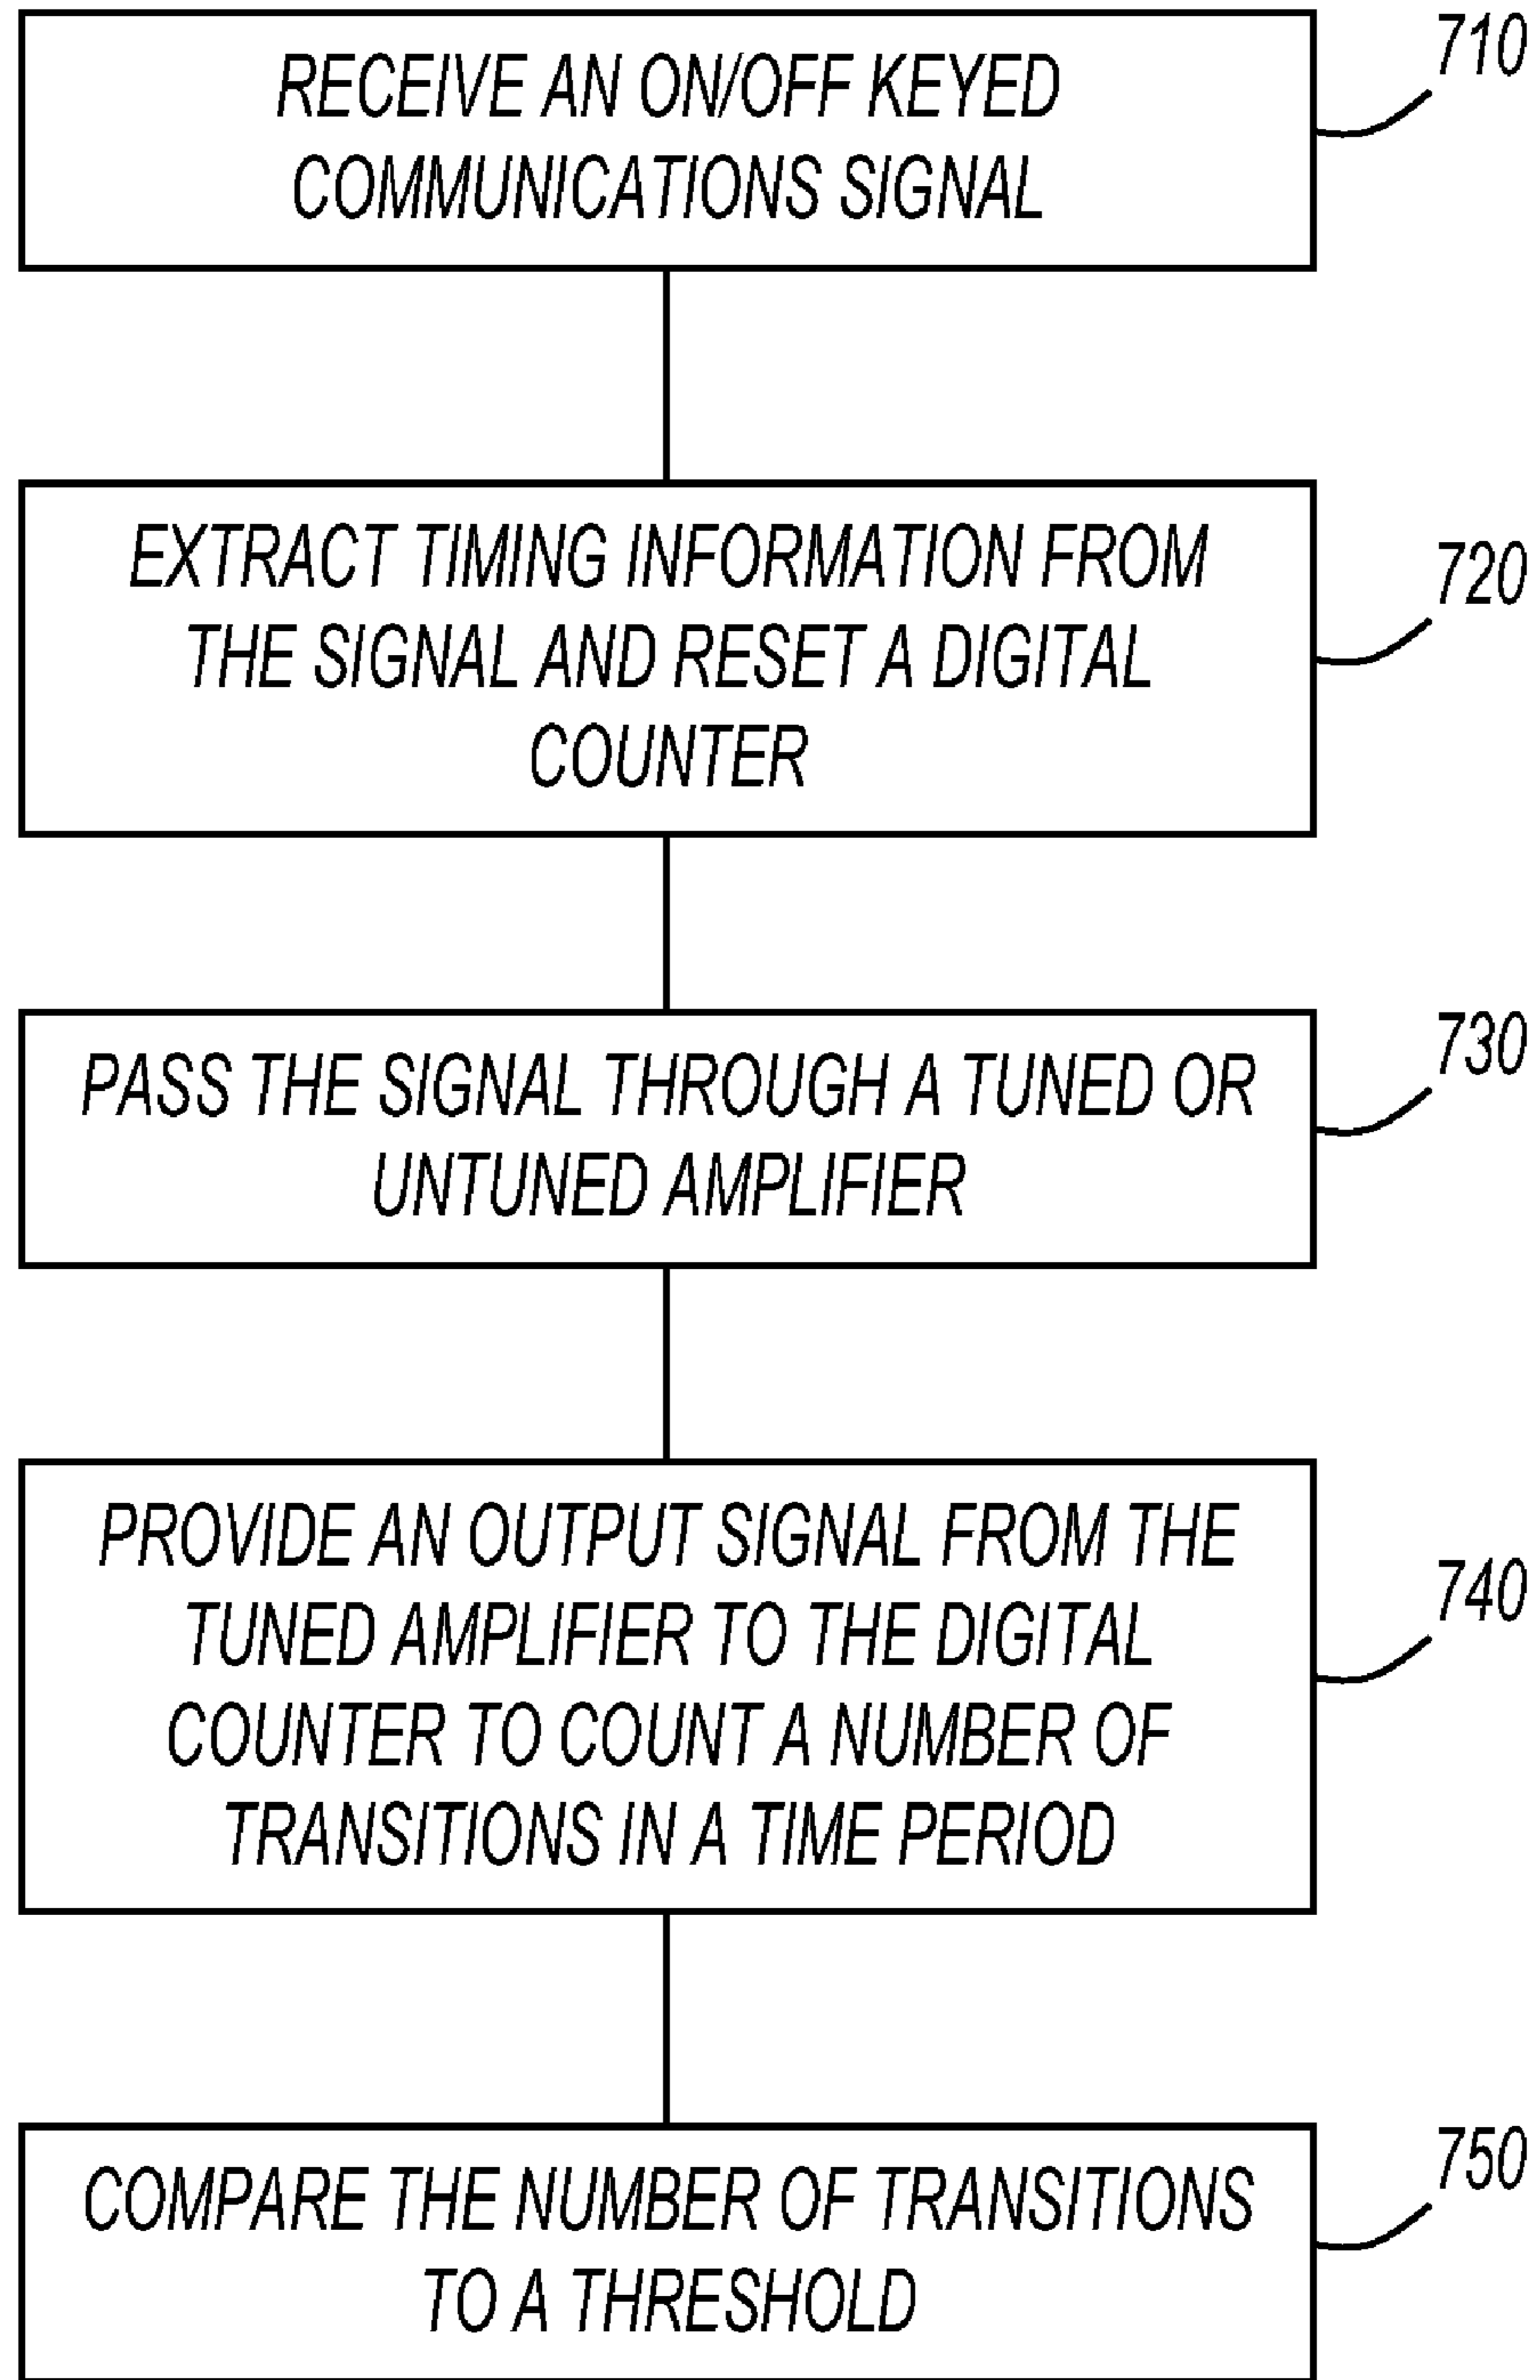 RECEIVE AN ON/OFF KEYED
COMMUNICATIONS SIGNAL
710
EXTRACT TIMING INFORMATION FROM
THE SIGNAL AND RESET A DIGITAL
COUNTER
720
PASS THE SIGNAL THROUGH A TUNED OR
UNTUNED AMPLIFIER
730
PROVIDE AN OUTPUT SIGNAL FROM THE
TUNED AMPLIFIER TO THE DIGITAL
COUNTER TO COUNT A NUMBER OF
TRANSITIONS IN A TIME PERIOD
740
COMPARE THE NUMBER OF TRANSITIONS
TO A THRESHOLD
750